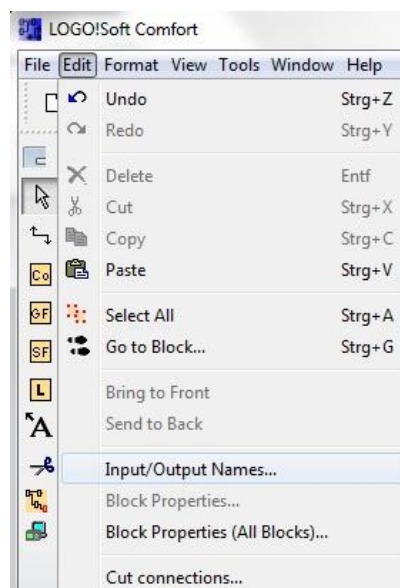 LOGO!Soft Comfort
File Edit Format View Tools Window Help
Undo Strg+Z
Redo Strg+Y
Delete Entf
Cut Strg+X
Copy Strg+C
Co Paste Strg+V
GF Select All Strg+A
SF Go to Block... Strg+G
L Bring to Front
A Send to Back
Input/Output Names...
Block Properties...
Block Properties (All Blocks)...
Cut connections...